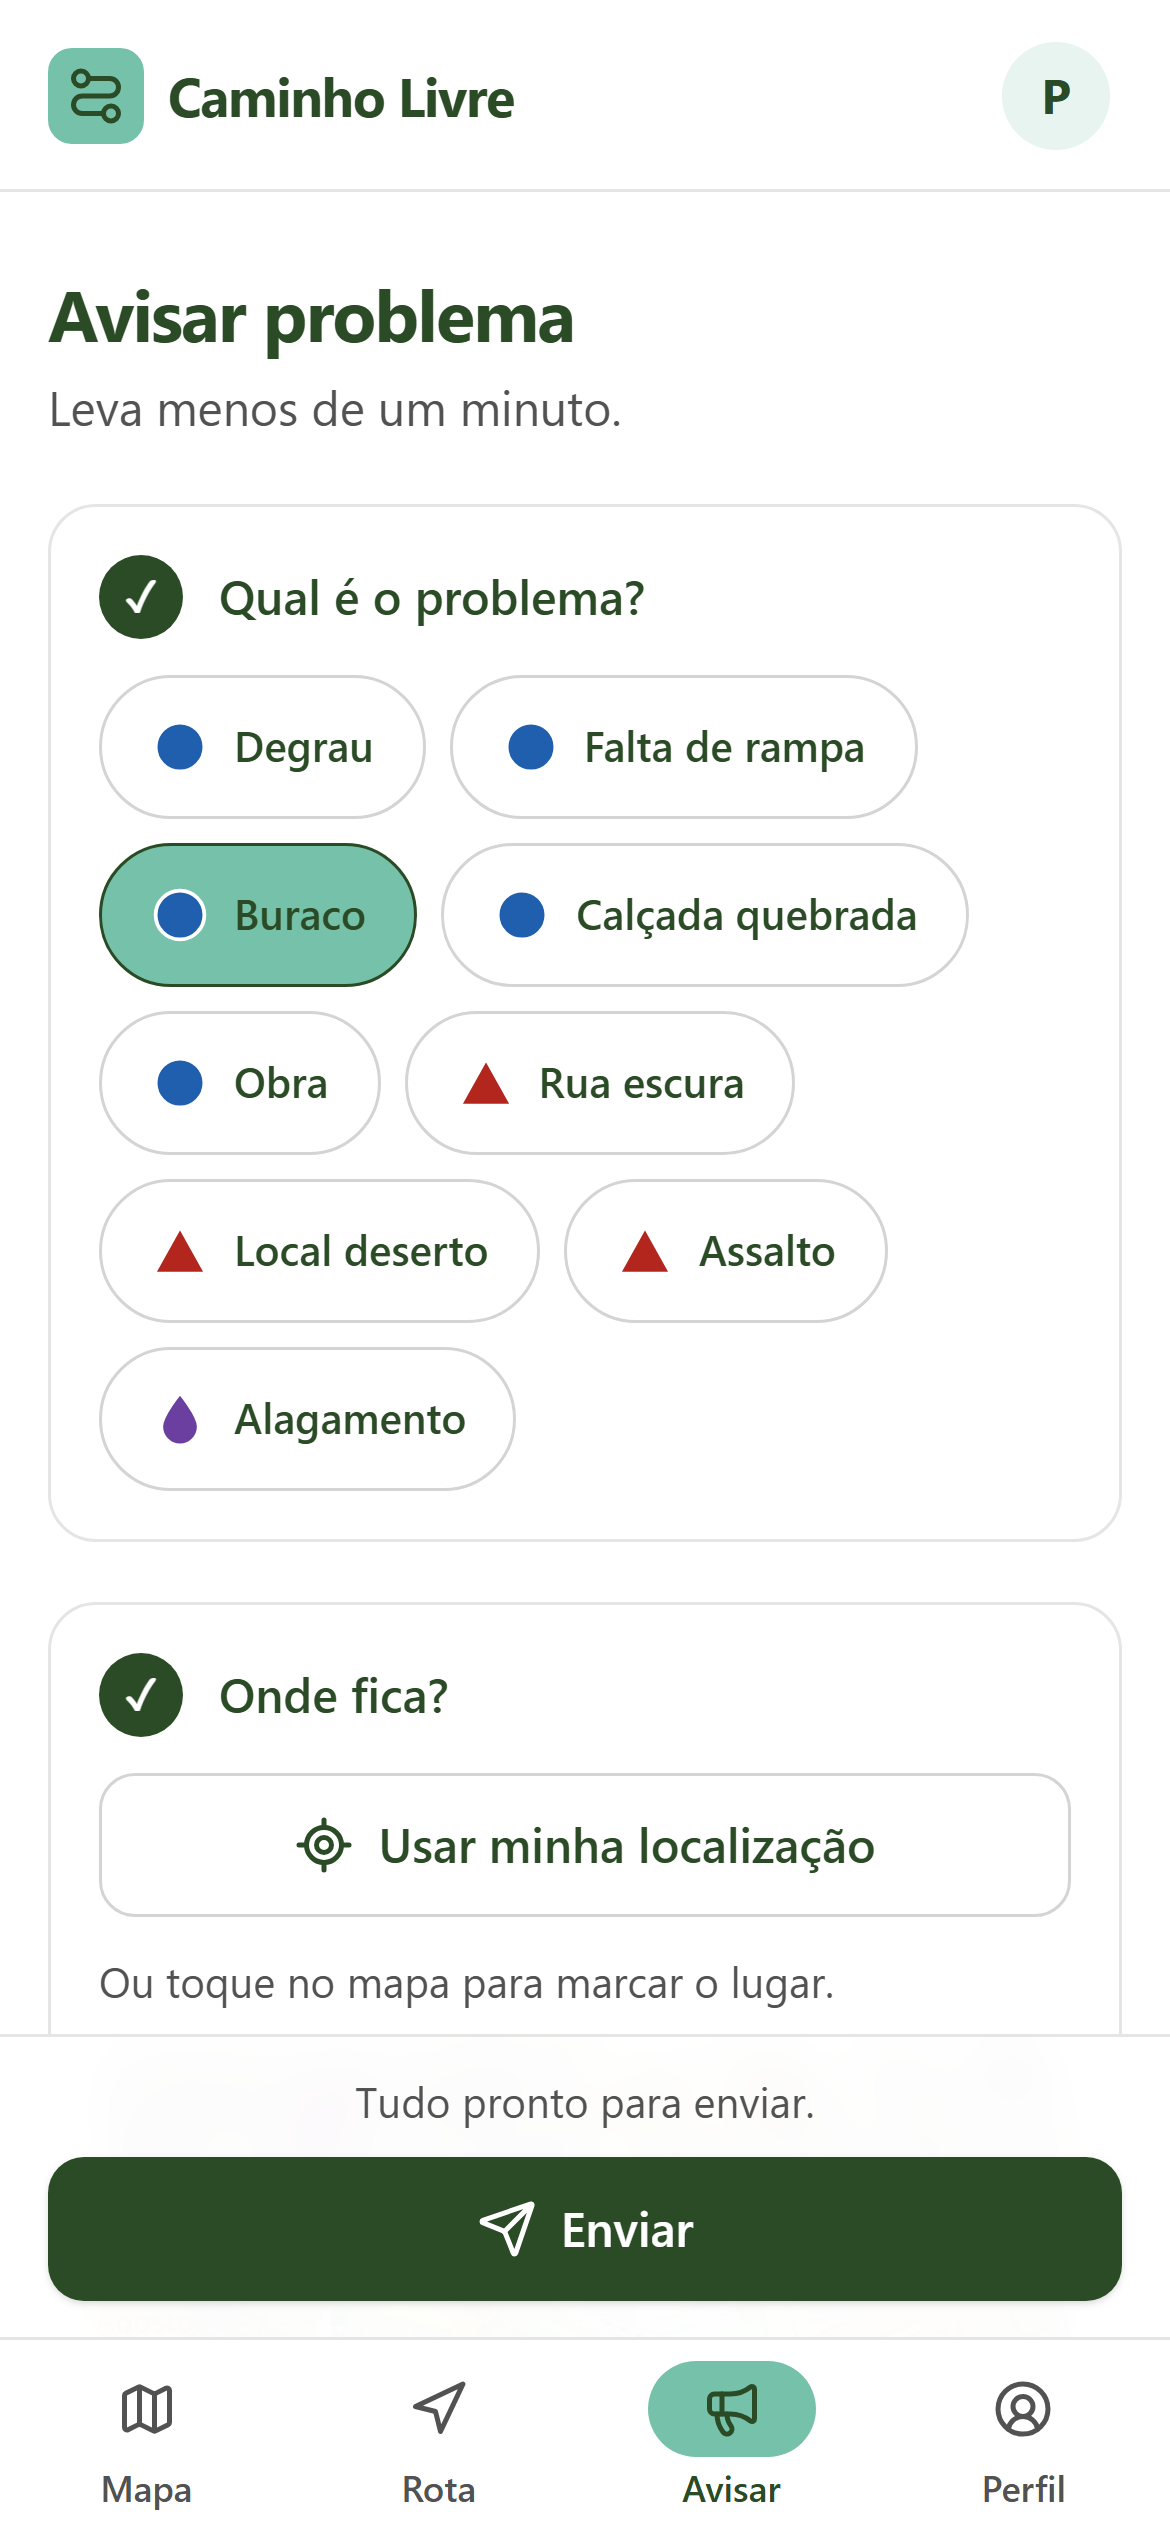 Caminho Livre
P
Avisar problema
Leva menos de um minuto.
Qual é o problema?
Degrau
Falta de rampa
Buraco
Calçada quebrada
Obra
Rua escura
Local deserto
Assalto
Alagamento
Onde fica?
Usar minha localização
Ou toque no mapa para marcar o lugar.
Tudo pronto para enviar.
Enviar
Mapa
Rota
Avisar
Perfil